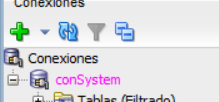 Conexiones
Conexiones
conSystem
Tablas (Filtrado)